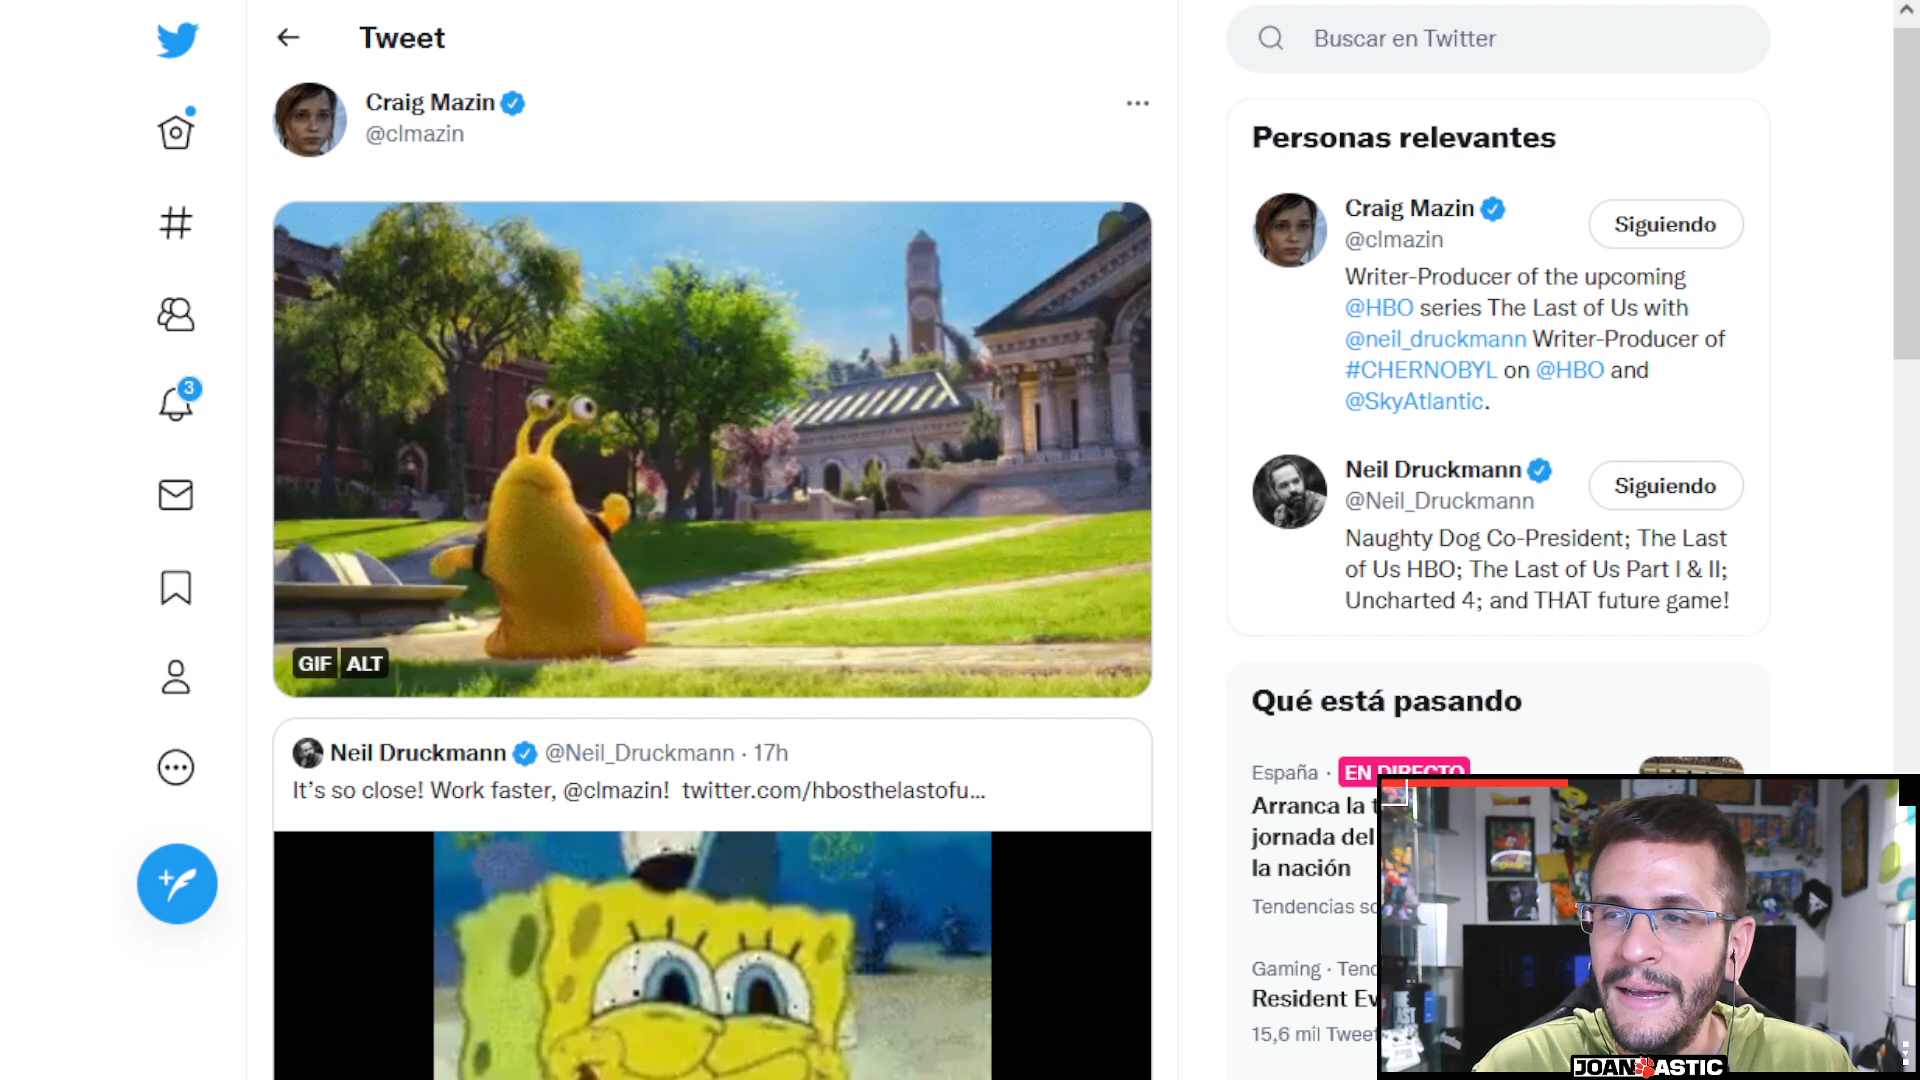 Tweet
Buscar en Twitter
Craig Mazin
@clmazin
GIF ALT
Neil Druckmann @Neil_Druckmann · 17h
It's so close! Work faster, @clmazin! twitter.com/hbosthelastofu...
3
Personas relevantes
Craig Mazin
@clmazin
Siguiendo
Writer-Producer of the upcoming
@HBO series The Last of Us with
@neil_druckmann Writer-Producer of
#CHERNOBYL on @HBO and
@SkyAtlantic.
Neil Druckmann
@Neil_Druckmann
Siguiendo
Naughty Dog Co-President; The Last
of Us HBO; The Last of Us Part I & II;
Uncharted 4; and THAT future game!
Qué está pasando
España · EN DIRECTO
Arranca la
jornada del
la nación
Tendencias
Gaming ·
Resident
15,6 mil